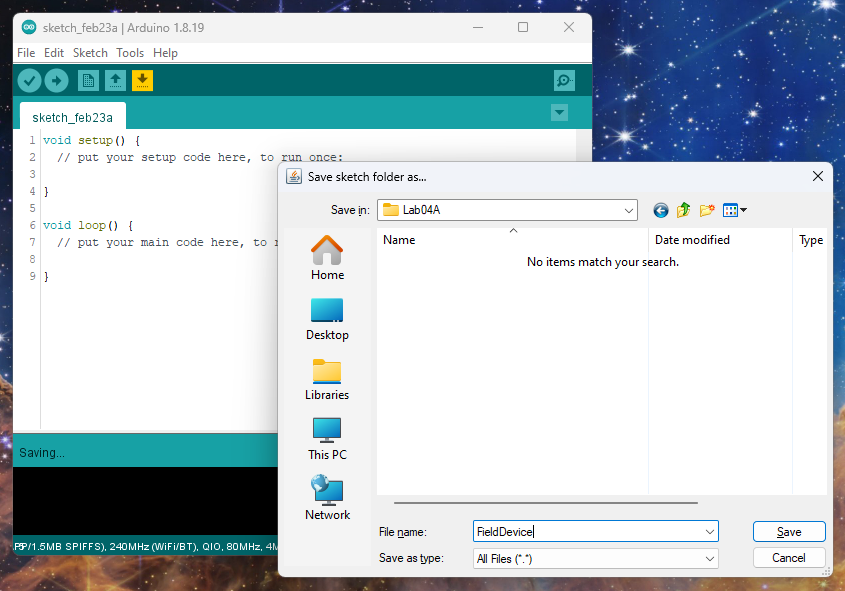 sketch_feb23a | Arduino 1.8.19
File Edit Sketch Tools Help
sketch_feb23a
1 void setup() {
2 // put your setup code here, to run once:
3
4 }
5
6 void loop() {
7 // put your main code here, to r
8
9 }
Saving...
/1.5MB SPIFFS), 240MHz (WiFi/BT), QIO, 80MHz, 4M
Save sketch folder as...
Save in: Lab04A
Name Date modified Type
No items match your search.
Home
Desktop
Libraries
This PC
Network
File name: FieldDevice Save
Save as type: All Files (*.*) Cancel